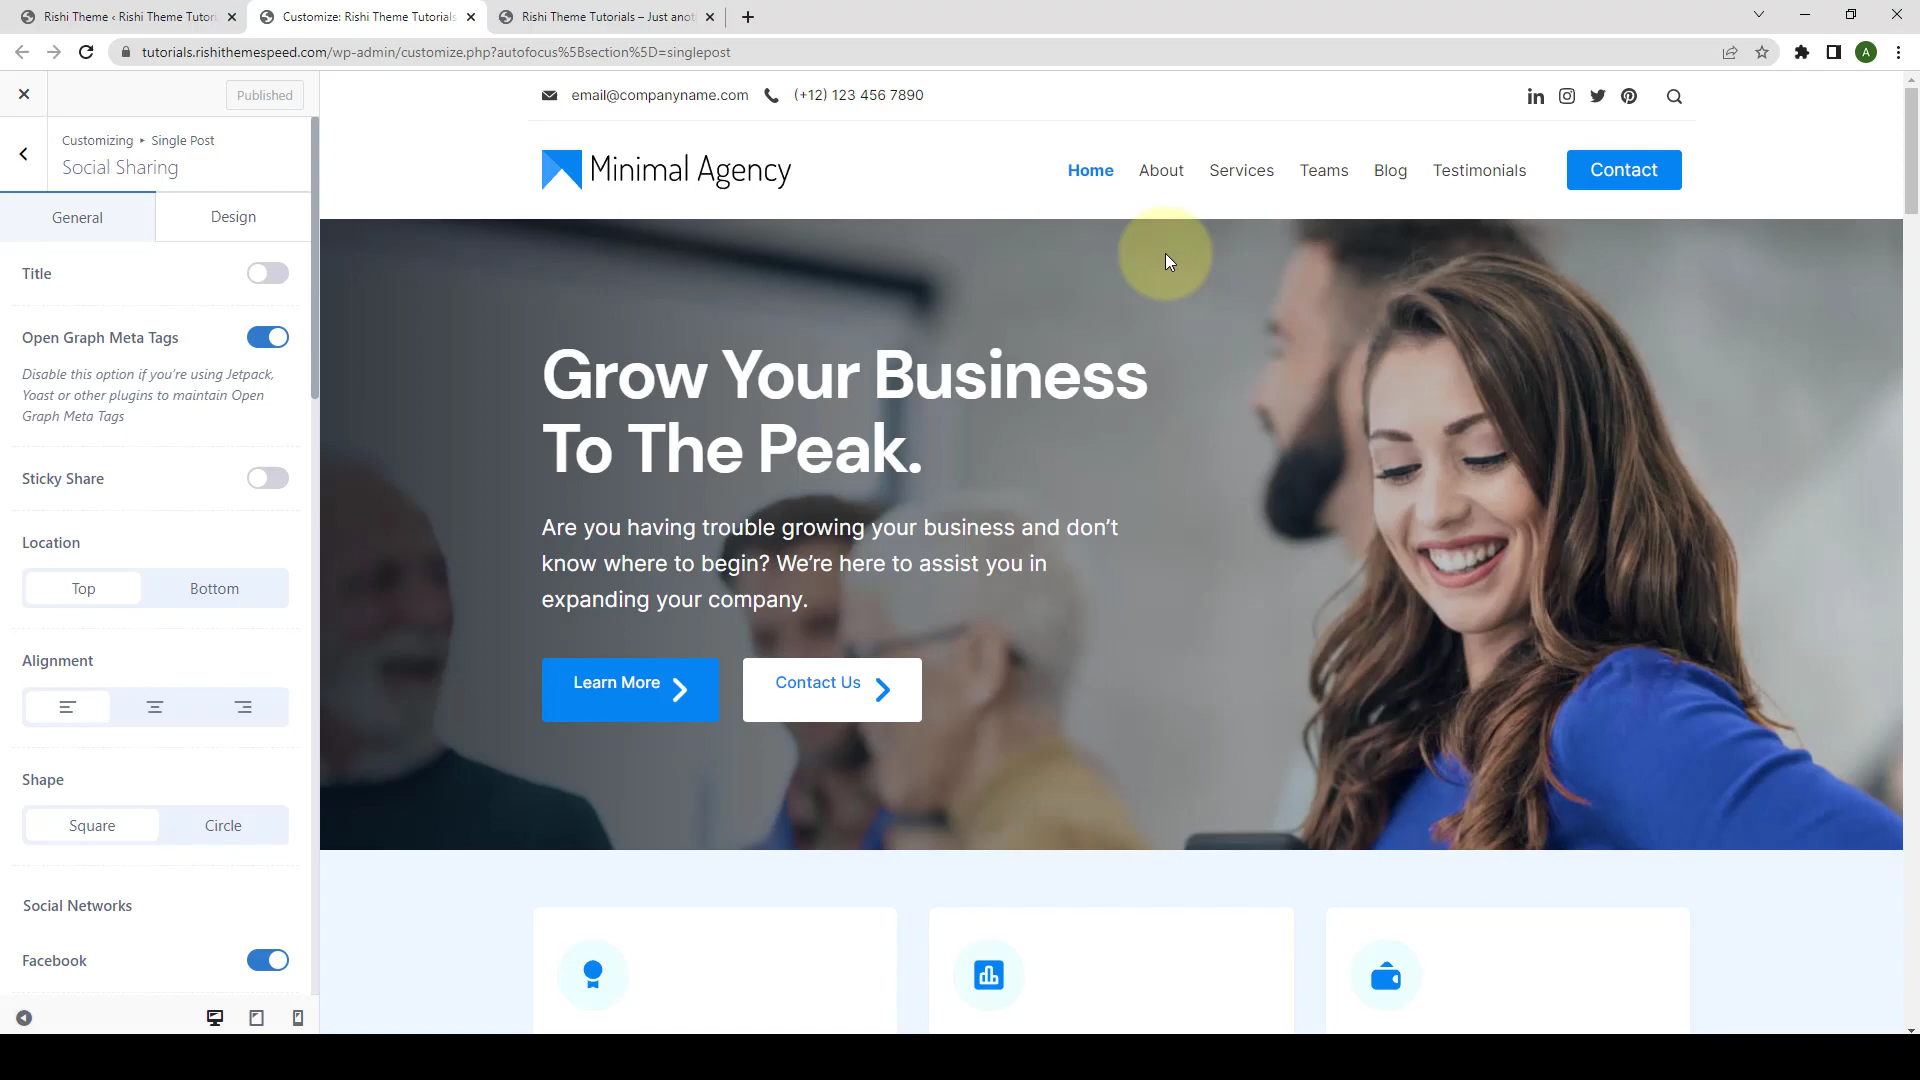 Rishi Theme ‹ Rishi Theme Tutori
Customize: Rishi Theme Tutorials
Rishi Theme Tutorials – Just anot
tutorials.rishithemespeed.com/wp-admin/customize.php?autofocus%5Bsection%5D=singlepost
A
Published
Customizing ▸ Single Post
Social Sharing
General
Design
Title
Open Graph Meta Tags
Disable this option if you're using Jetpack,
Yoast or other plugins to maintain Open
Graph Meta Tags
Sticky Share
Location
Top
Bottom
Alignment
Shape
Square
Circle
Social Networks
Facebook
email@companyname.com
(+12) 123 456 7890
Minimal Agency
Home
About
Services
Teams
Blog
Testimonials
Contact
Grow Your Business
To The Peak.
Are you having trouble growing your business and don't
know where to begin? We're here to assist you in
expanding your company.
Learn More
Contact Us